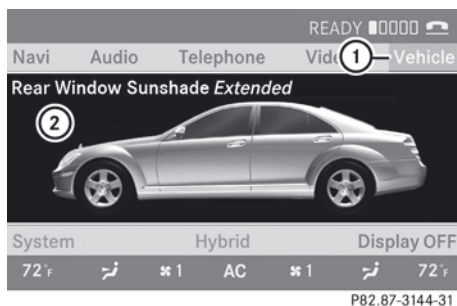 READY
Navi Audio Telephone Vid 1 Vehicle
Rear Window Sunshade Extended
2
System Hybrid Display OFF
72°F 1 AC 1 72°F
P82.87-3144-31